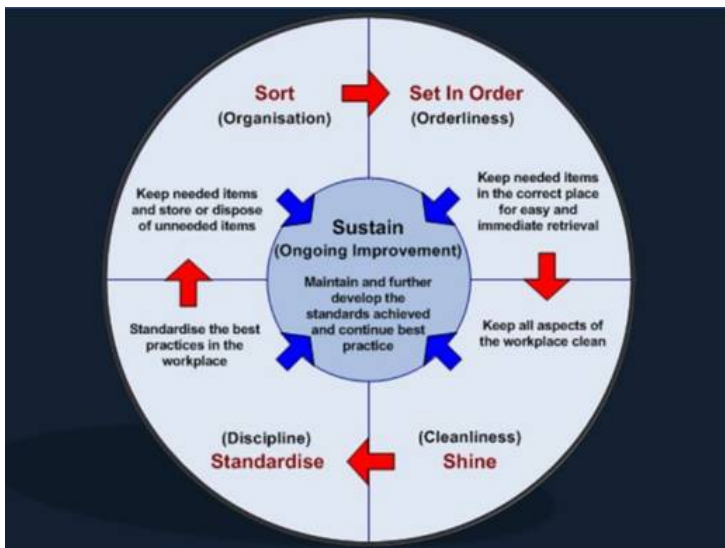 Sort
(Organisation)
Keep needed items
and store or dispose
of unneeded items
Set In Order
(Orderliness)
Keep needed items
in the correct place
for easy and
immediate retrieval
Sustain
(Ongoing Improvement)
Maintain and further
develop the
standards achieved
and continue best
practice
Standardise the best
practices in the
workplace
(Discipline)
Standardise
Keep all aspects of
the workplace clean
(Cleanliness)
Shine